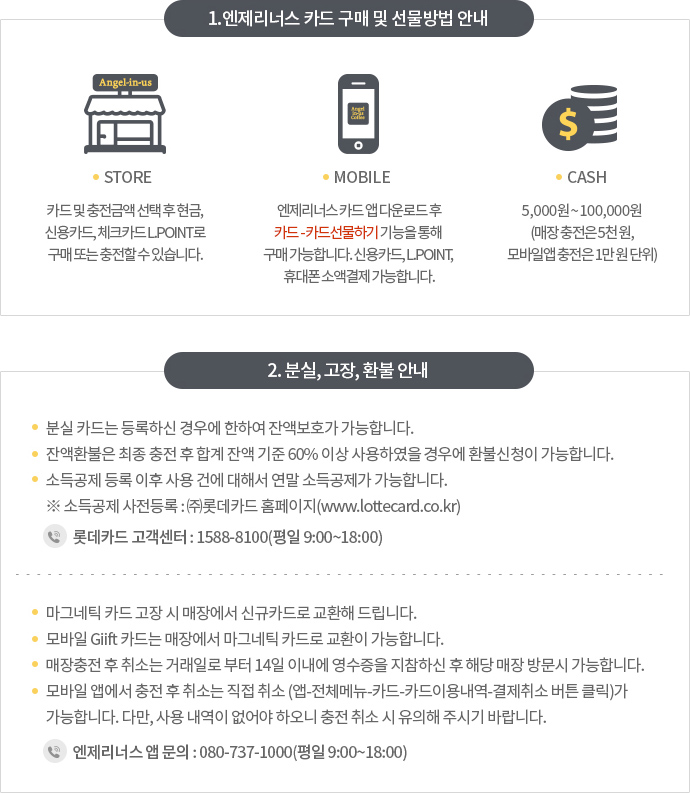 1.엔제리너스 카드 구매 및 선물방법 안내
Angel-in-us
Angel
in-us
Coffee
$
STORE
MOBILE
CASH
카드 및 충전금액 선택 후 현금,
신용카드, 체크카드 L.POINT로
구매 또는 충전할 수 있습니다.
엔제리너스 카드 앱 다운로드 후
카드 - 카드선물하기 기능을 통해
구매 가능합니다. 신용카드, L.POINT,
휴대폰 소액결제 가능합니다.
5,000원 ~ 100,000원
(매장 충전은 5천 원,
모바일앱 충전은 1만 원 단위)
2. 분실, 고장, 환불 안내
분실 카드는 등록하신 경우에 한하여 잔액보호가 가능합니다.
잔액환불은 최종 충전 후 합계 잔액 기준 60% 이상 사용하였을 경우에 환불신청이 가능합니다.
소득공제 등록 이후 사용 건에 대해서 연말 소득공제가 가능합니다.
※ 소득공제 사전등록 : ㈜롯데카드 홈페이지(www.lottecard.co.kr)
롯데카드 고객센터 : 1588-8100(평일 9:00~18:00)
마그네틱 카드 고장 시 매장에서 신규카드로 교환해 드립니다.
모바일 Giift 카드는 매장에서 마그네틱 카드로 교환이 가능합니다.
매장충전 후 취소는 거래일로 부터 14일 이내에 영수증을 지참하신 후 해당 매장 방문시 가능합니다.
모바일 앱에서 충전 후 취소는 직접 취소 (앱-전체메뉴-카드-카드이용내역-결제취소 버튼 클릭)가
가능합니다. 다만, 사용 내역이 없어야 하오니 충전 취소 시 유의해 주시기 바랍니다.
엔제리너스 앱 문의 : 080-737-1000(평일 9:00~18:00)